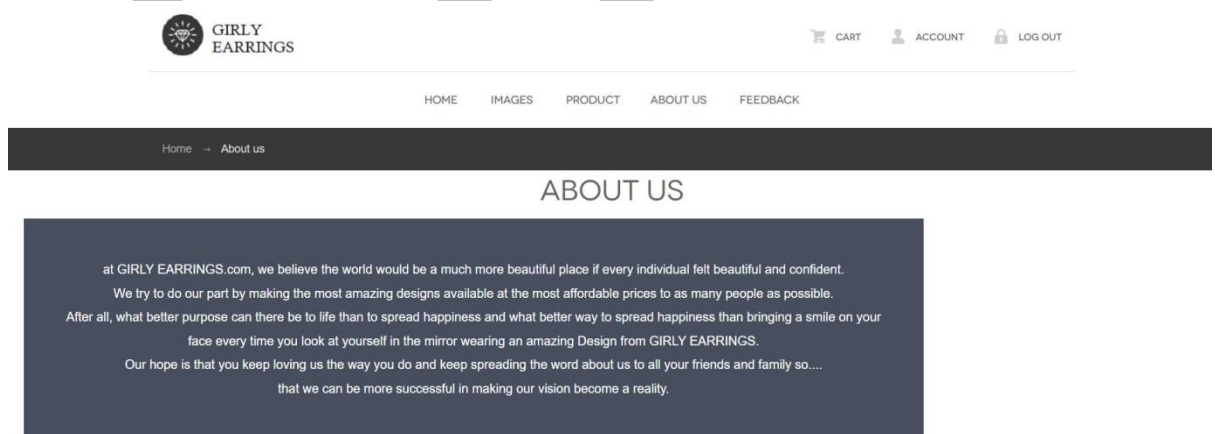 GIRLY
EARRINGS
CART
ACCOUNT
LOG OUT
HOME
IMAGES
PRODUCT
ABOUT US
FEEDBACK
Home → About us
ABOUT US
at GIRLY EARRINGS.com, we believe the world would be a much more beautiful place if every individual felt beautiful and confident.
We try to do our part by making the most amazing designs available at the most affordable prices to as many people as possible.
After all, what better purpose can there be to life than to spread happiness and what better way to spread happiness than bringing a smile on your
face every time you look at yourself in the mirror wearing an amazing Design from GIRLY EARRINGS.
Our hope is that you keep loving us the way you do and keep spreading the word about us to all your friends and family so....
that we can be more successful in making our vision become a reality.